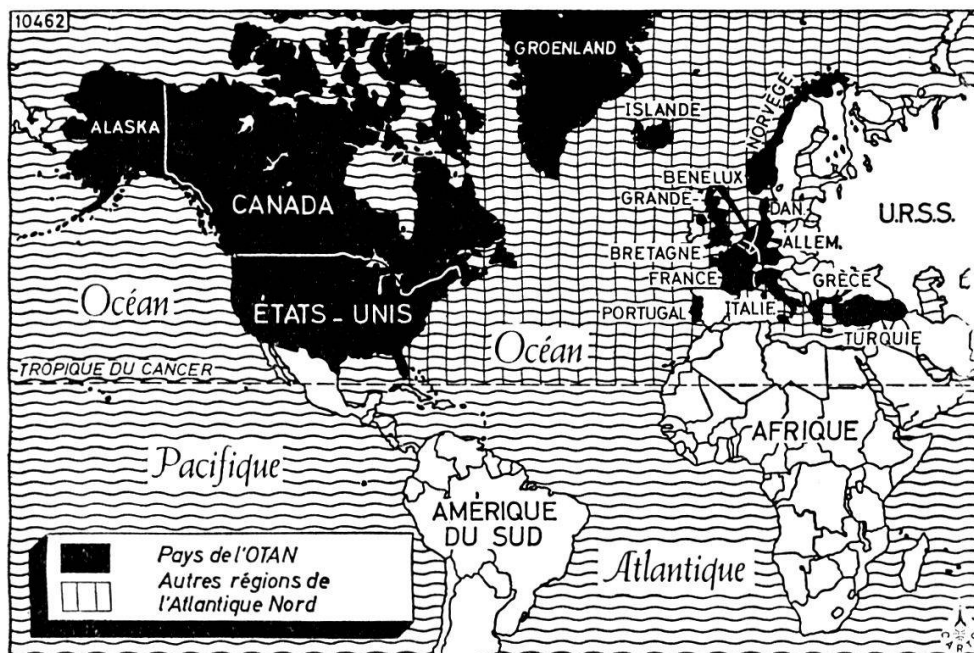 10462
GROENLAND
ALASKA
ISLANDE
NORVÈGE
CANADA
BENELUX
GRANDE-
BRETAGNE
DAN.
ALLEM.
U.R.S.S.
FRANCE
GRÈCE
Océan
ÉTATS-UNIS
PORTUGAL
ITALIE
TURQUIE
Océan
TROPIQUE DU CANCER
AFRIQUE
Pacifique
AMÉRIQUE
DU SUD
Atlantique
Pays de l'OTAN
Autres régions de
l'Atlantique Nord